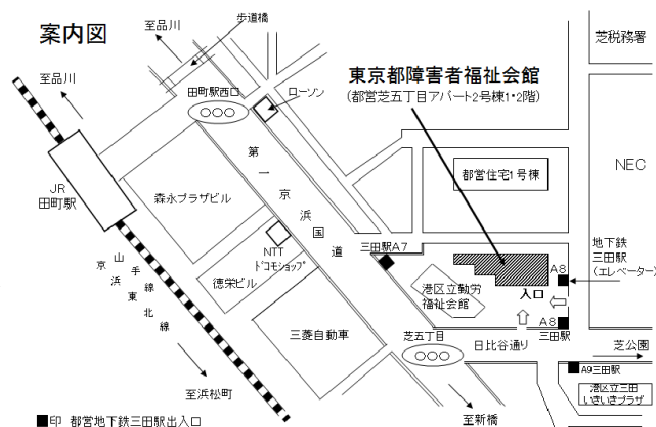 案内図
至品川
歩道橋
至品川
田町駅西口
ローソン
東京都障害者福祉会館
(都営芝五丁目アパート2号棟1・2階)
芝税務署
NEC
都営住宅1号棟
JR
田町駅
森永プラザビル
第一京浜国道
NTT
ドコモショップ
三田駅A7
地下鉄
三田駅
(エレベーター)
A8
入口
港区立勤労
福祉会館
徳栄ビル
山手線
京浜東北線
三菱自動車
芝五丁目
日比谷通り
A8
三田駅
芝公園
A9三田駅
港区立三田
いきいきプラザ
至浜松町
至新橋
■印 都営地下鉄三田駅出入口